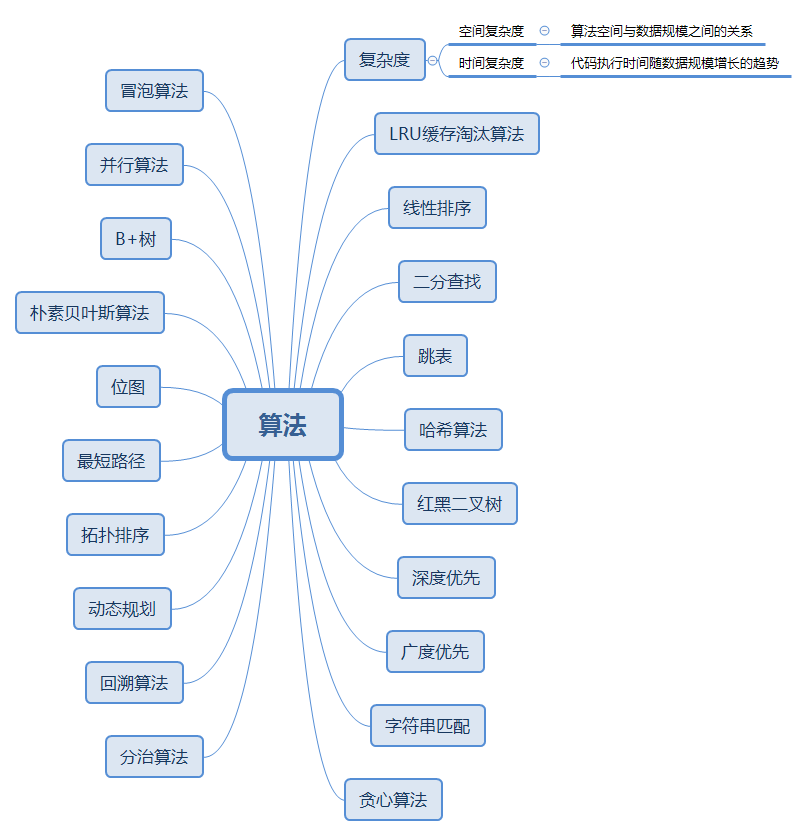 算法
复杂度
空间复杂度
算法空间与数据规模之间的关系
时间复杂度
代码执行时间随数据规模增长的趋势
LRU缓存淘汰算法
线性排序
二分查找
跳表
哈希算法
红黑二叉树
深度优先
广度优先
字符串匹配
贪心算法
冒泡算法
并行算法
B+树
朴素贝叶斯算法
位图
最短路径
拓扑排序
动态规划
回溯算法
分治算法